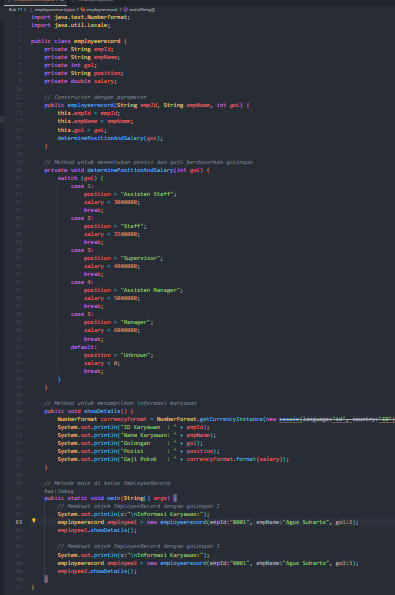 import java.text.NumberFormat;
import java.util.Locale;
public class employeerecord {
private String empId;
private String empName;
private int gol;
private String position;
private double salary;
// Constructor dengan parameter
public employeerecord(String empId, String empName, int gol) {
this.empId = empId;
this.empName = empName;
this.gol = gol;
determinePositionAndSalary(gol);
}
// Method untuk menentukan posisi dan gaji berdasarkan golongan
private void determinePositionAndSalary(int gol) {
switch (gol) {
case 1:
position = "Assisten Staff";
salary = 3000000;
break;
case 2:
position = "Staff";
salary = 3500000;
break;
case 3:
position = "Supervisor";
salary = 4000000;
break;
case 4:
position = "Assisten Manager";
salary = 5000000;
break;
case 5:
position = "Manager";
salary = 6000000;
break;
default:
position = "Unknown";
salary = 0;
break;
}
}
// Method untuk menampilkan informasi karyawan
public void showDetails() {
NumberFormat currencyFormat = NumberFormat.getCurrencyInstance(new Locale(language:"id", country:"ID")
System.out.println("ID Karyawan : " + empId);
System.out.println("Nama Karyawan: " + empName);
System.out.println("Golongan : " + gol);
System.out.println("Posisi : " + position);
System.out.println("Gaji Pokok : " + currencyFormat.format(salary));
}
// Metode main di kelas EmployeeRecord
Run | Debug
public static void main(String[] args) {
// Membuat objek EmployeeRecord dengan golongan 2
System.out.println(x:"\nInformasi Karyawan:");
63 employeerecord employee1 = new employeerecord(empId:"0001", empName:"Agus Suharto", gol:2);
employee1.showDetails();
// Membuat objek EmployeeRecord dengan golongan 3
System.out.println(x:"\nInformasi Karyawan:");
employeerecord employee2 = new employeerecord(empId:"0001", empName:"Agus Suharto", gol:3);
employee2.showDetails();
}
}